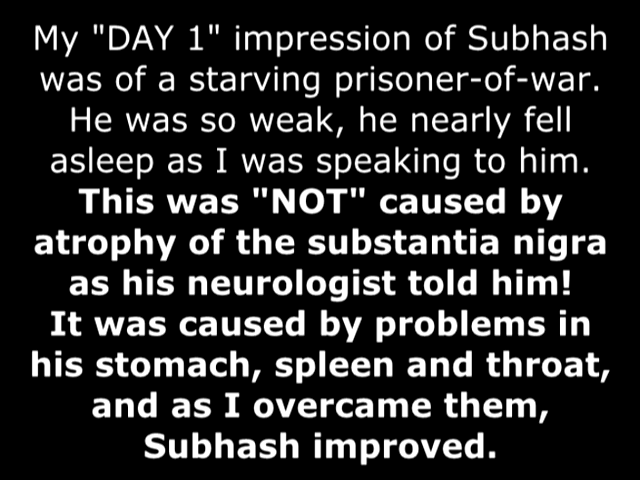 My "DAY 1" impression of Subhash
was of a starving prisoner-of-war.
He was so weak, he nearly fell
asleep as I was speaking to him.
This was "NOT" caused by
atrophy of the substantia nigra
as his neurologist told him!
It was caused by problems in
his stomach, spleen and throat,
and as I overcame them,
Subhash improved.